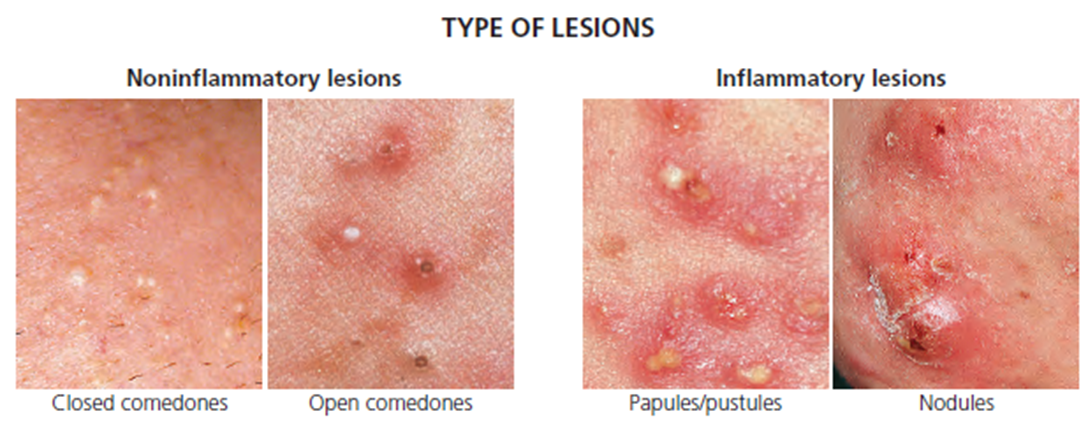 TYPE OF LESIONS
Noninflammatory lesions
Inflammatory lesions
Closed comedones
Open comedones
Papules/pustules
Nodules